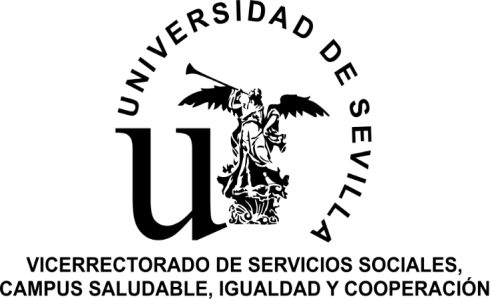 UNIVERSIDAD DE SEVILLA
u
VICERRECTORADO DE SERVICIOS SOCIALES,
CAMPUS SALUDABLE, IGUALDAD Y COOPERACIÓN